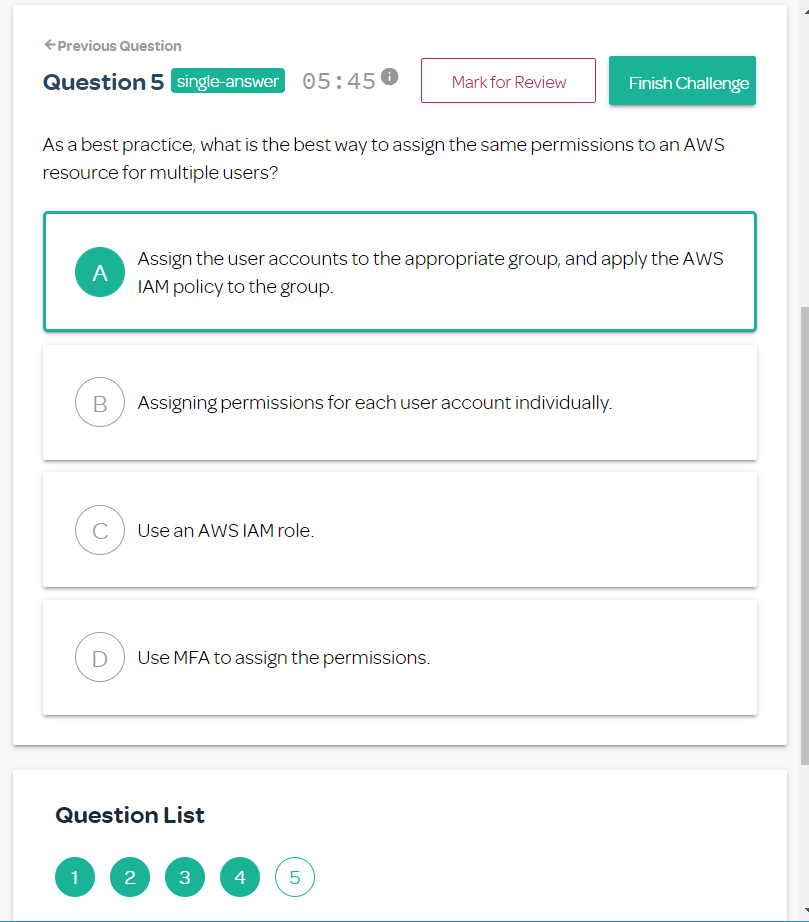 ←Previous Question
Question 5 single-answer 05:45 i Mark for Review Finish Challenge
As a best practice, what is the best way to assign the same permissions to an AWS
resource for multiple users?
A
Assign the user accounts to the appropriate group, and apply the AWS
IAM policy to the group.
B Assigning permissions for each user account individually.
C Use an AWS IAM role.
D Use MFA to assign the permissions.
Question List
1 2 3 4 5